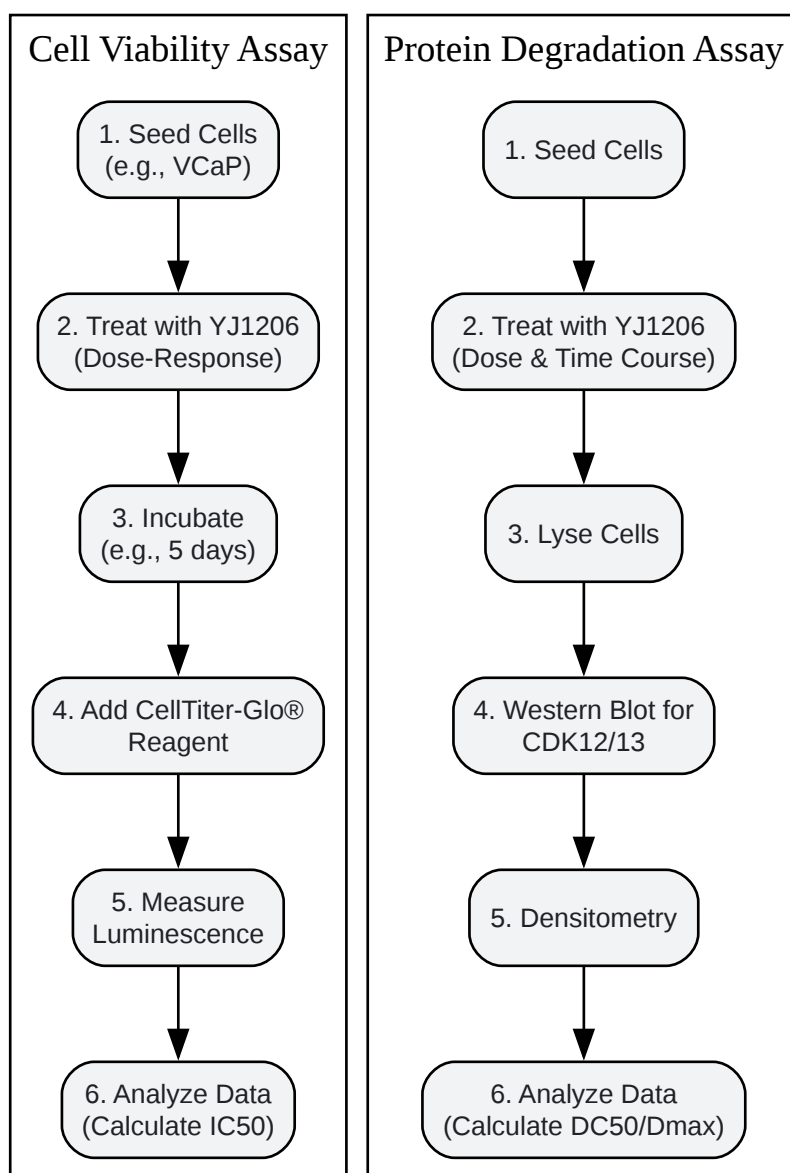 Cell Viability Assay
1. Seed Cells
(e.g., VCaP)
2. Treat with YJ1206
(Dose-Response)
3. Incubate
(e.g., 5 days)
4. Add CellTiter-Glo®
Reagent
5. Measure
Luminescence
6. Analyze Data
(Calculate IC50)
Protein Degradation Assay
1. Seed Cells
2. Treat with YJ1206
(Dose & Time Course)
3. Lyse Cells
4. Western Blot for
CDK12/13
5. Densitometry
6. Analyze Data
(Calculate DC50/Dmax)